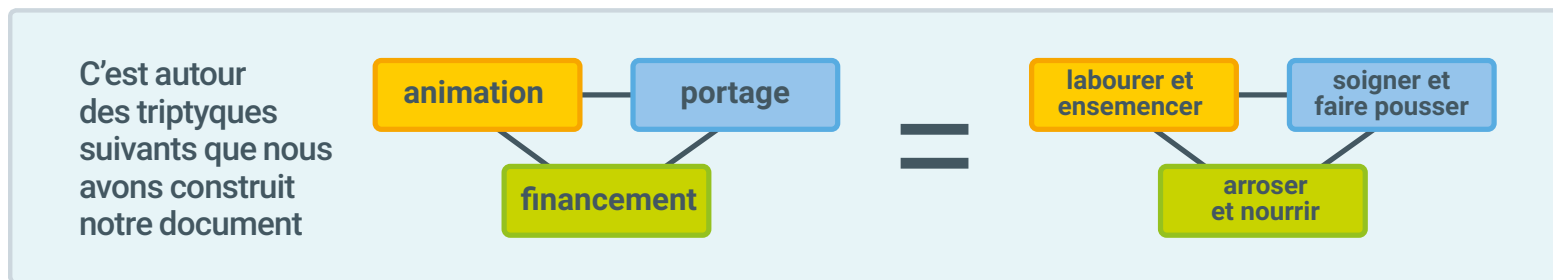 C'est autour
des triptyques
suivants que nous
avons construit
notre document
animation
portage
financement
=
labourer et
ensemencer
soigner et
faire pousser
arroser
et nourrir